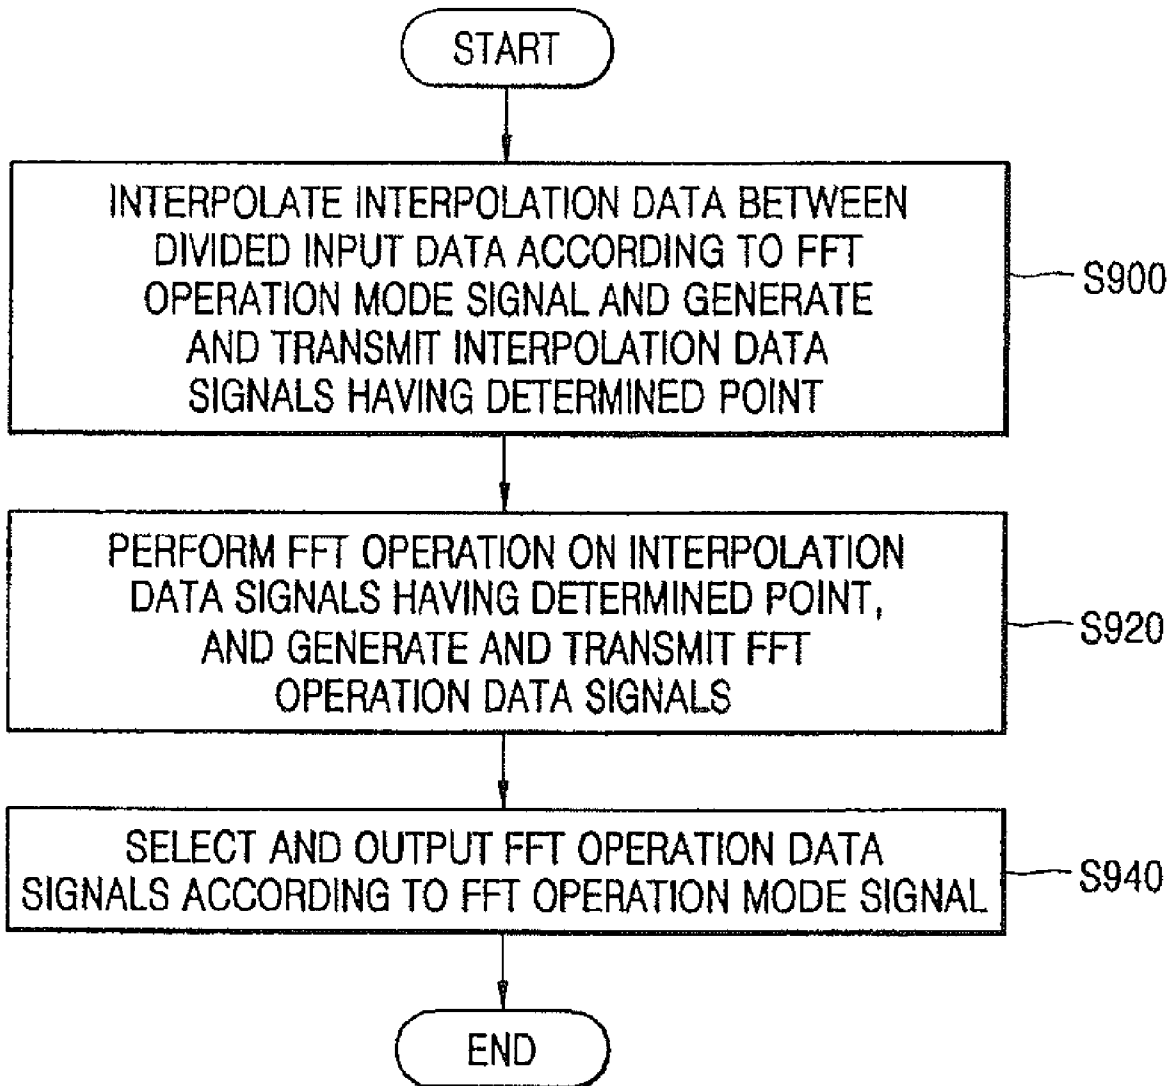 START
INTERPOLATE INTERPOLATION DATA BETWEEN
DIVIDED INPUT DATA ACCORDING TO FFT
OPERATION MODE SIGNAL AND GENERATE
AND TRANSMIT INTERPOLATION DATA
SIGNALS HAVING DETERMINED POINT
S900
PERFORM FFT OPERATION ON INTERPOLATION
DATA SIGNALS HAVING DETERMINED POINT,
AND GENERATE AND TRANSMIT FFT
OPERATION DATA SIGNALS
S920
SELECT AND OUTPUT FFT OPERATION DATA
SIGNALS ACCORDING TO FFT OPERATION MODE SIGNAL
S940
END